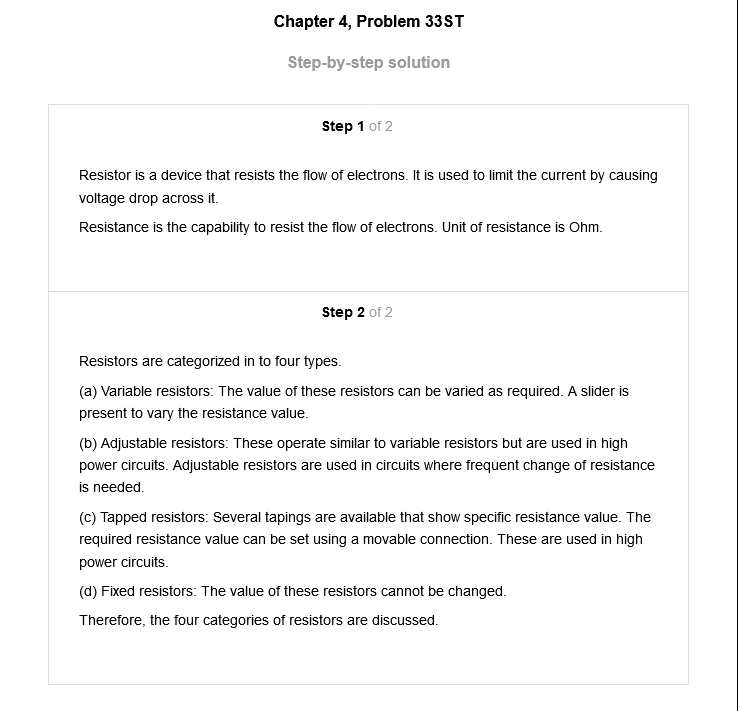 Chapter 4, Problem 33ST
Step-by-step solution
Step 1 of 2
Resistor is a device that resists the flow of electrons. It is used to limit the current by causing
voltage drop across it.
Resistance is the capability to resist the flow of electrons. Unit of resistance is Ohm.
Step 2 of 2
Resistors are categorized in to four types.
(a) Variable resistors: The value of these resistors can be varied as required. A slider is
present to vary the resistance value.
(b) Adjustable resistors: These operate similar to variable resistors but are used in high
power circuits. Adjustable resistors are used in circuits where frequent change of resistance
is needed.
(c) Tapped resistors: Several tapings are available that show specific resistance value. The
required resistance value can be set using a movable connection. These are used in high
power circuits.
(d) Fixed resistors: The value of these resistors cannot be changed.
Therefore, the four categories of resistors are discussed.